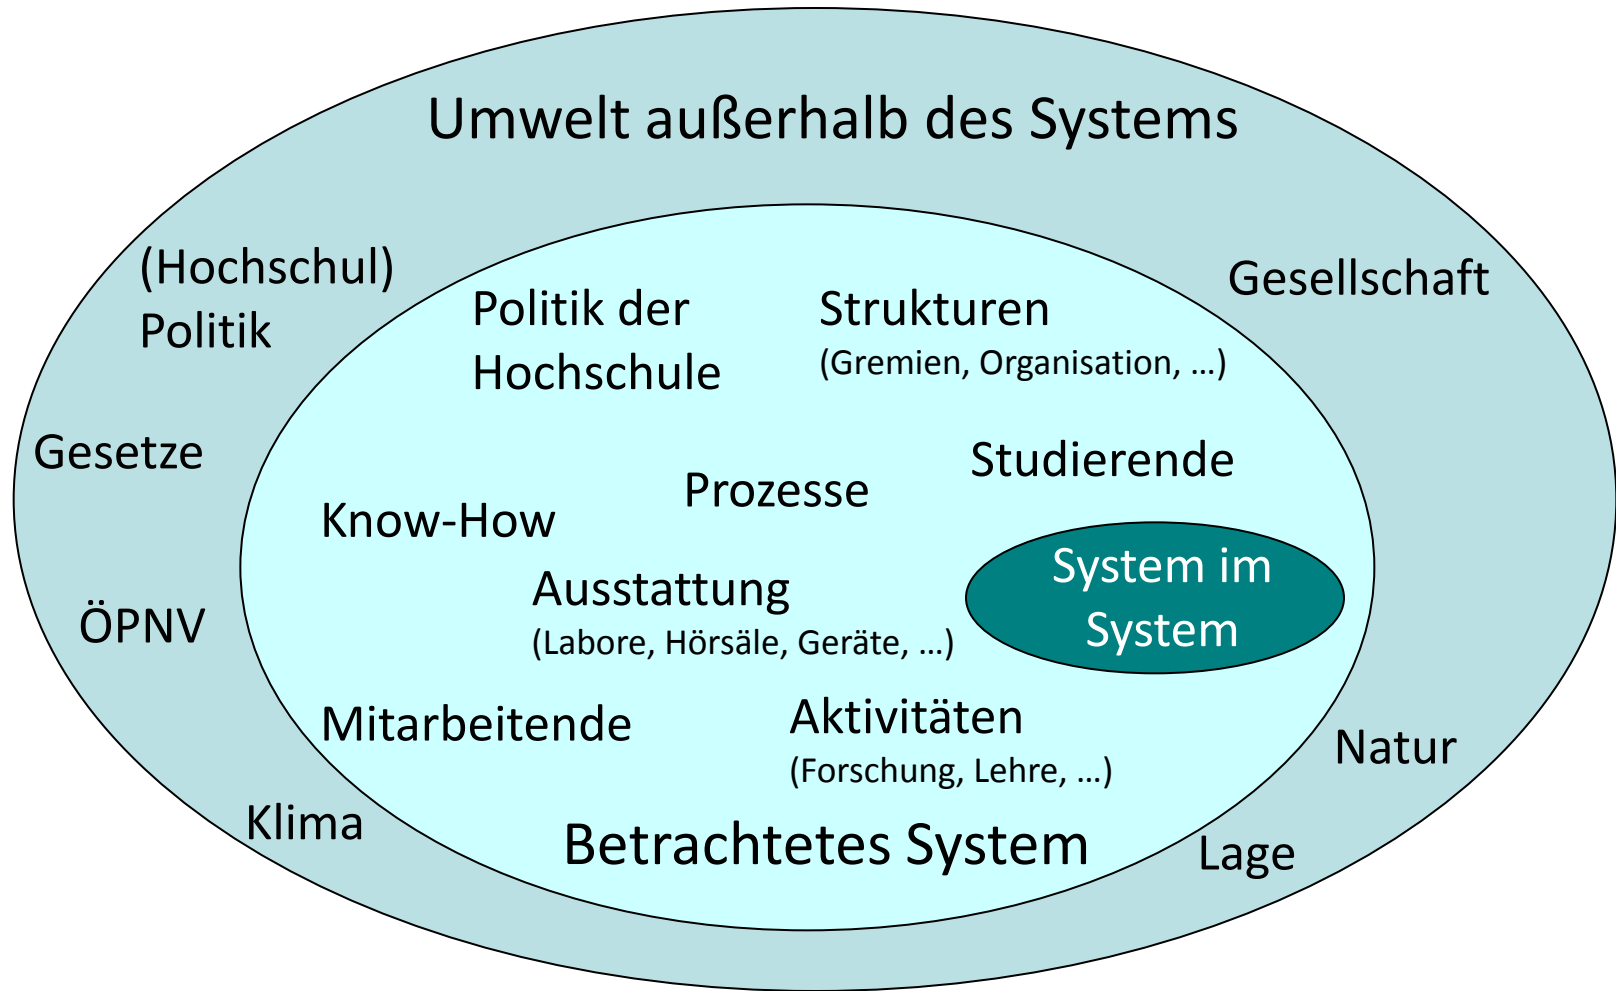 Umwelt außerhalb des Systems
(Hochschul)
Politik
Gesellschaft
Politik der
Hochschule
Strukturen
(Gremien, Organisation, …)
Gesetze
Studierende
Prozesse
Know-How
System im
System
Ausstattung
(Labore, Hörsäle, Geräte, …)
ÖPNV
Mitarbeitende
Aktivitäten
(Forschung, Lehre, …)
Natur
Klima
Betrachtetes System
Lage